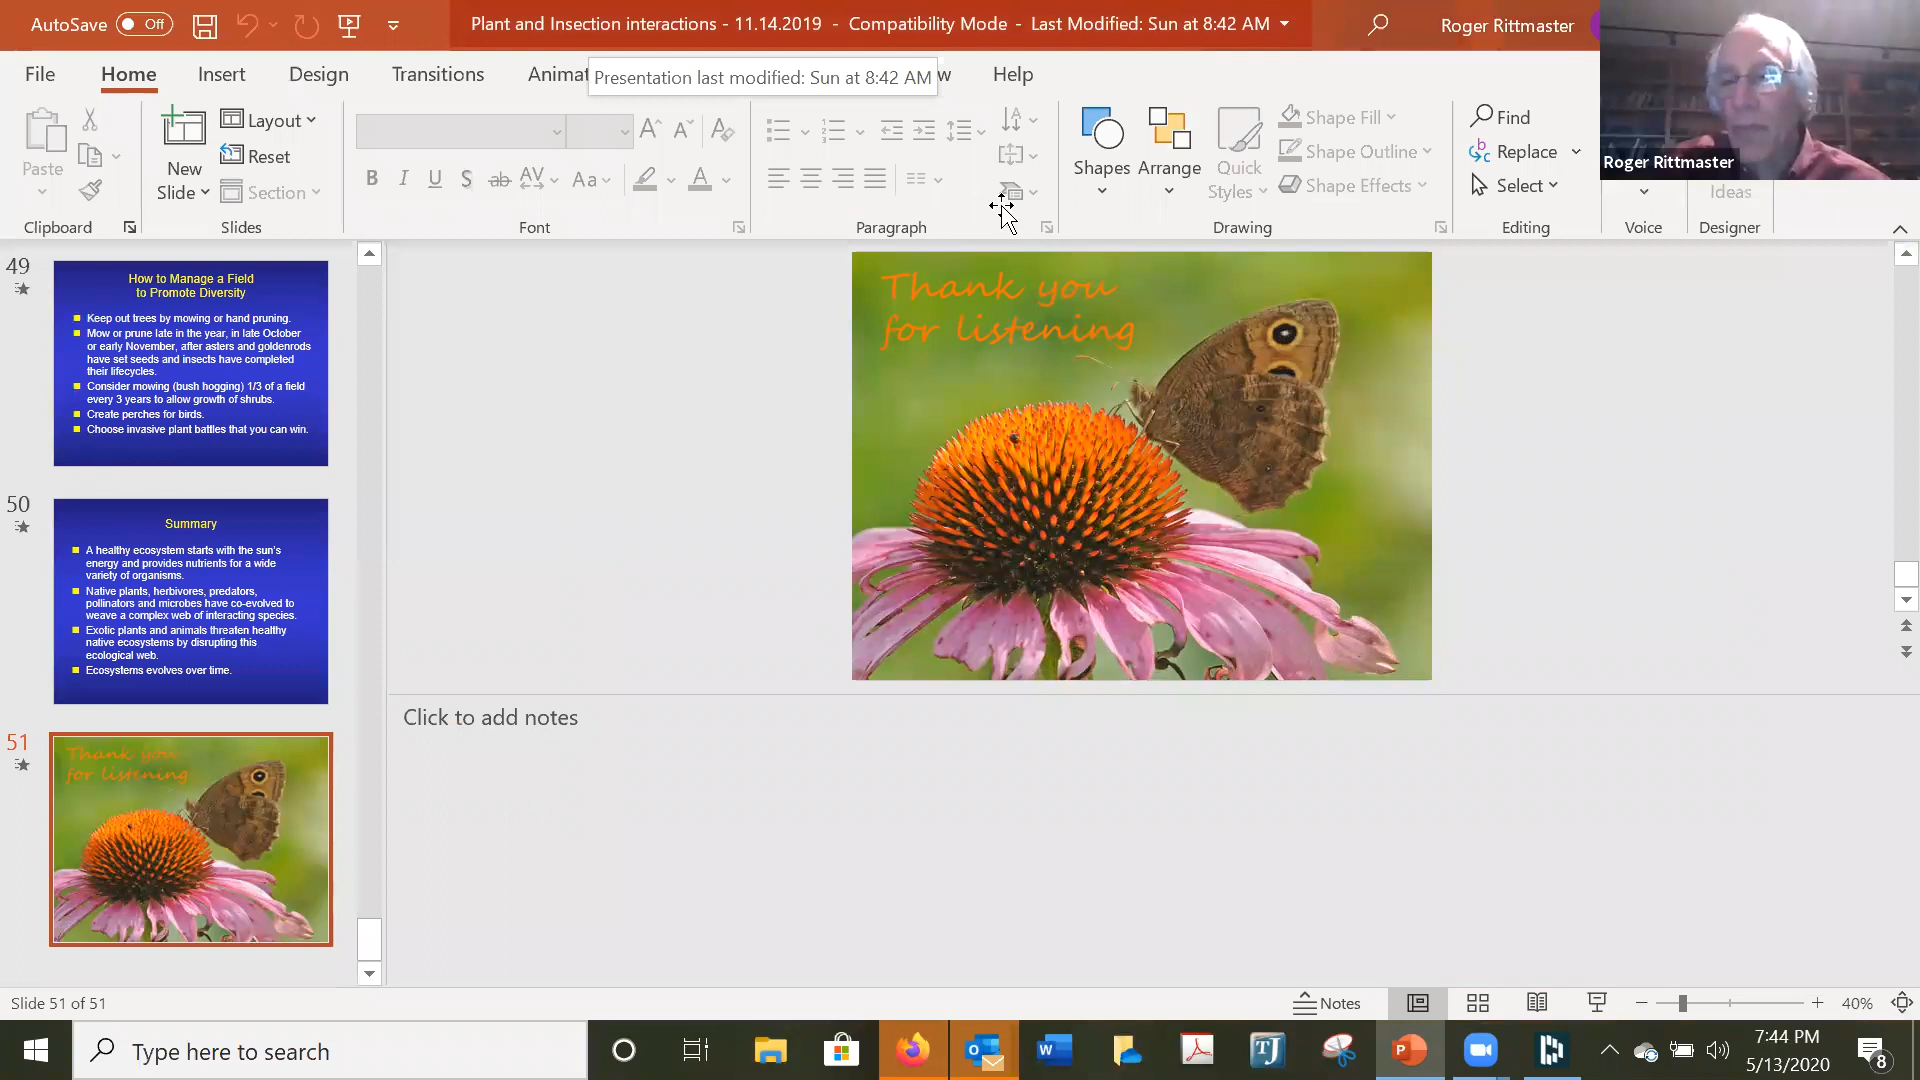 AutoSave Off
Plant and Insection interactions - 11.14.2019 - Compatibility Mode - Last Modified: Sun at 8:42 AM
Roger Rittmaster
File Home Insert Design Transitions Animat w Help
Presentation last modified: Sun at 8:42 AM
Paste
New Slide
Layout
Reset
Section
B I U S ab AV Aa A
Shapes
Arrange
Quick Styles
Shape Fill
Shape Outline
Shape Effects
Find
Replace
Select
Roger Rittmaster
Ideas
Clipboard Slides Font Paragraph Drawing Editing Voice Designer
49
How to Manage a Field
to Promote Diversity
Keep out trees by mowing or hand pruning.
Mow or prune late in the year, in late October
or early November, after asters and goldenrods
have set seeds and insects have completed
their lifecycles.
Consider mowing (bush hogging) 1/3 of a field
every 3 years to allow growth of shrubs.
Create perches for birds.
Choose invasive plant battles that you can win.
50
Summary
A healthy ecosystem starts with the sun's
energy and provides nutrients for a wide
variety of organisms.
Native plants, herbivores, predators,
pollinators and microbes have co-evolved to
weave a complex web of interacting species.
Exotic plants and animals threaten healthy
native ecosystems by disrupting this
ecological web.
Ecosystems evolves over time.
51
Thank you
for listening
Thank you
for listening
Click to add notes
Slide 51 of 51
Notes
40%
Type here to search
7:44 PM
5/13/2020
8